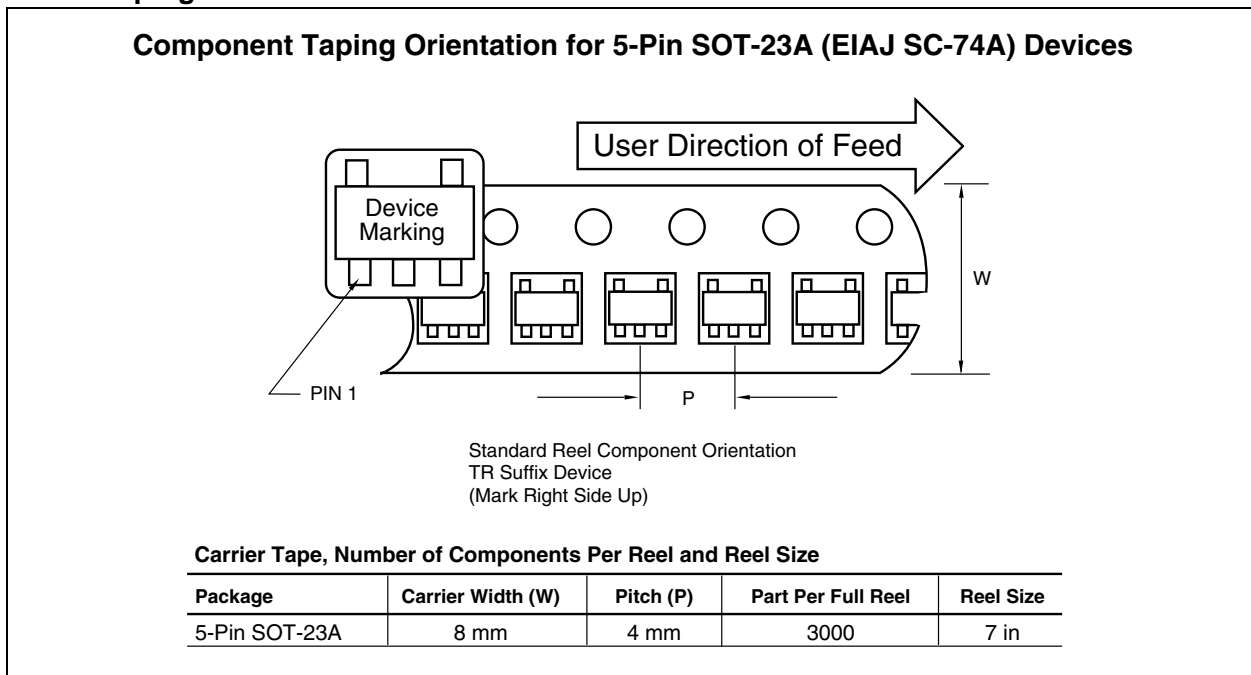 Component Taping Orientation for 5-Pin SOT-23A (EIAJ SC-74A) Devices
User Direction of Feed
Device
Marking
W
PIN 1
P
Standard Reel Component Orientation
TR Suffix Device
(Mark Right Side Up)
Carrier Tape, Number of Components Per Reel and Reel Size
Package Carrier Width (W) Pitch (P) Part Per Full Reel Reel Size
5-Pin SOT-23A 8 mm 4 mm 3000 7 in